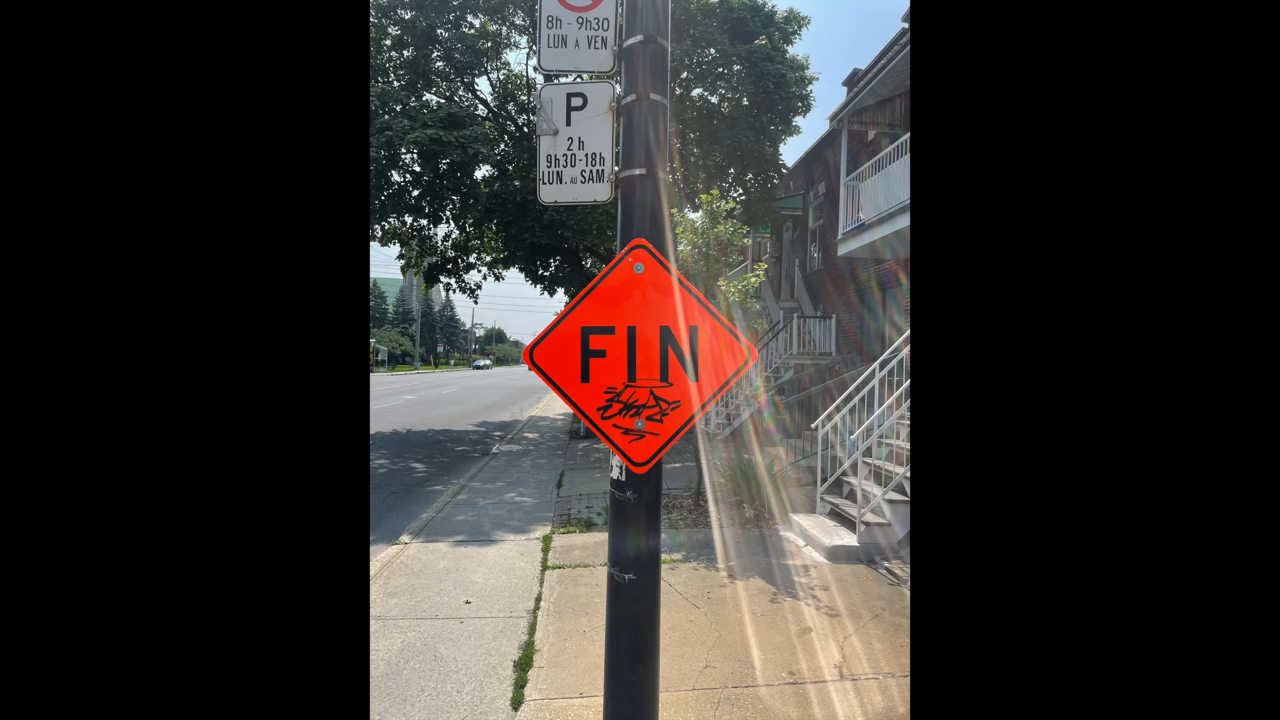 8h - 9h30
LUN À VEN
P
2 h
9h30-18h
LUN. AU SAM.
FIN